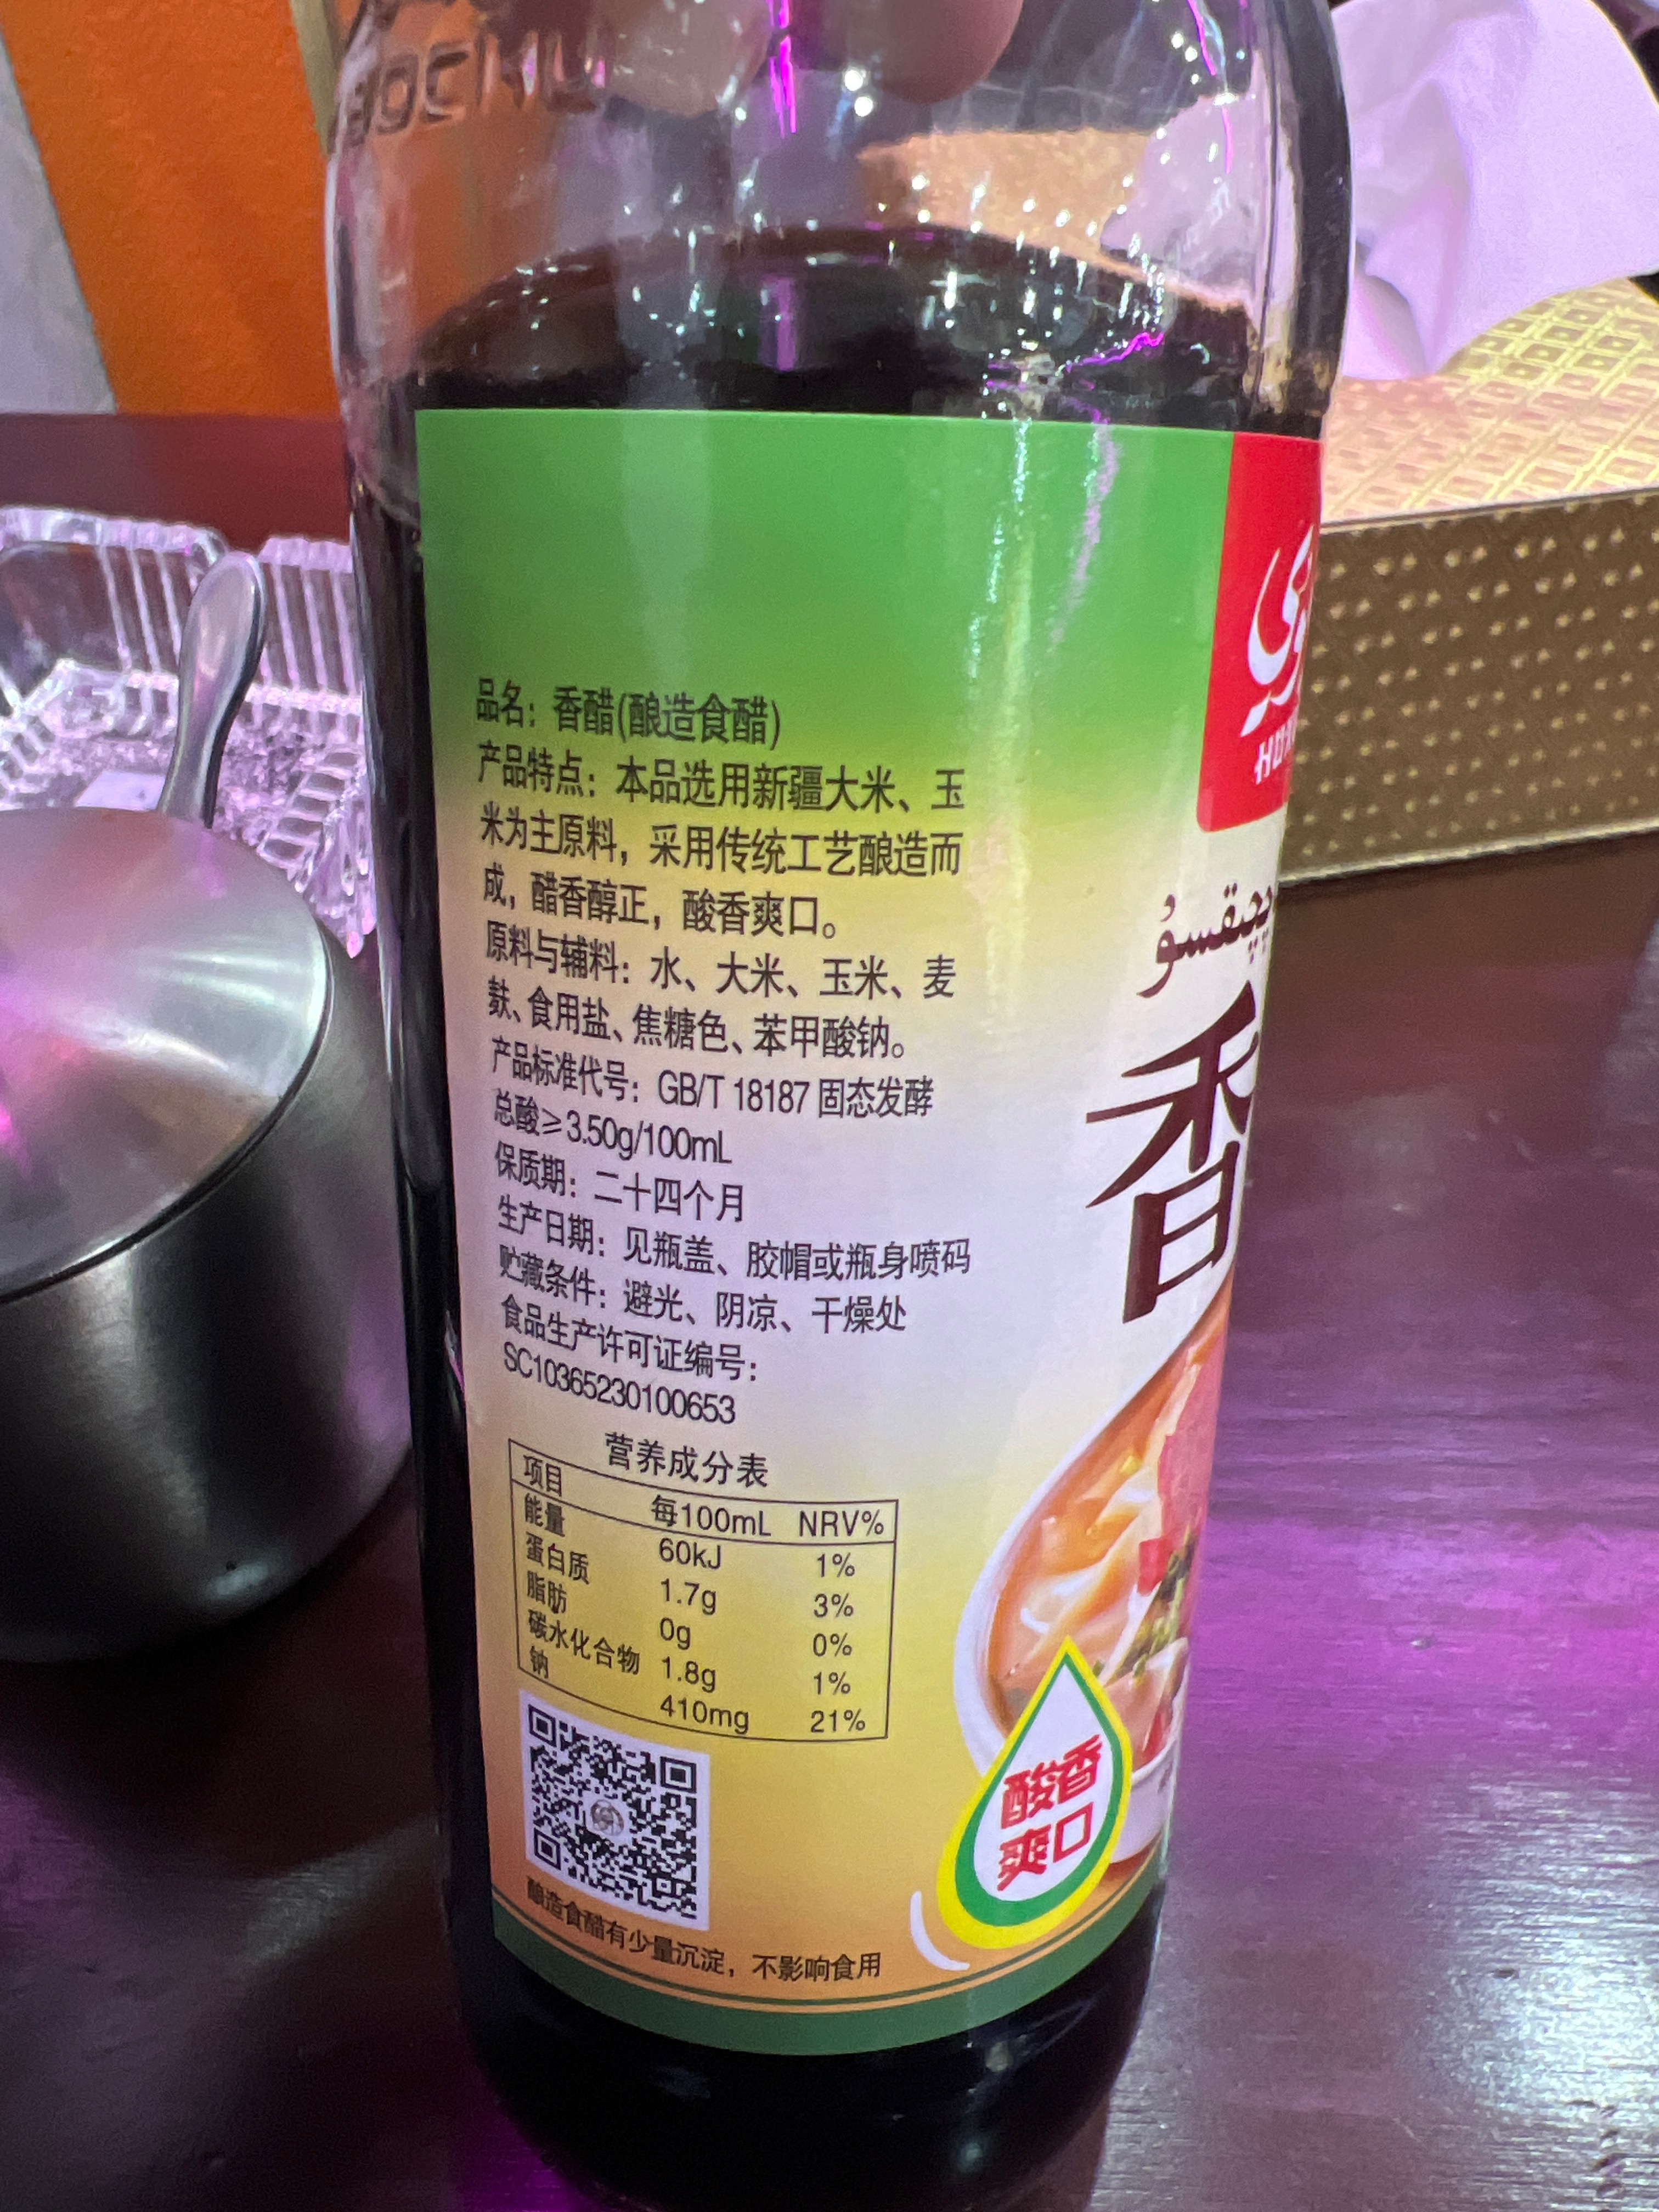 品名：香醋(酿造食醋)
产品特点：本品选用新疆大米、玉
米为主原料，采用传统工艺酿造而
成，醋香醇正，酸香爽口。
原料与辅料：水、大米、玉米、麦
麸、食用盐、焦糖色、苯甲酸钠。
产品标准代号：GB/T 18187 固态发酵
总酸≥3.50g/100mL
保质期：二十四个月
生产日期：见瓶盖、胶帽或瓶身喷码
贮藏条件：避光、阴凉、干燥处
食品生产许可证编号：
SC10365230100653
营养成分表
项目 每100mL NRV%
能量 60kJ 1%
蛋白质 1.7g 3%
脂肪 0g 0%
碳水化合物 1.8g 1%
钠 410mg 21%
酿造食醋有少量沉淀，不影响食用
香
酸香
爽口